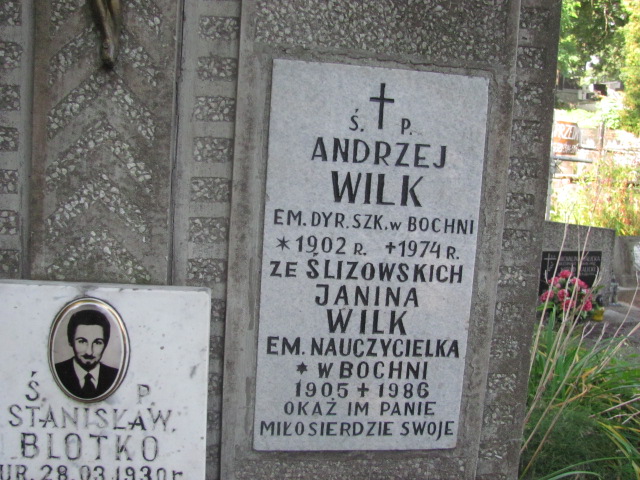 Ś. P.
ANDRZEJ
WILK
EM. DYR. SZK. w BOCHNI
* 1902 R. +1974 R.
ZE ŚLIZOWSKICH
JANINA
WILK
EM. NAUCZYCIELKA
* W BOCHNI
1905 + 1986
OKAŻ IM PANIE
MIŁOSIERDZIE SWOJE
Ś. P.
STANISŁAW
BLOTKO
UR. 28.03.1930 r.